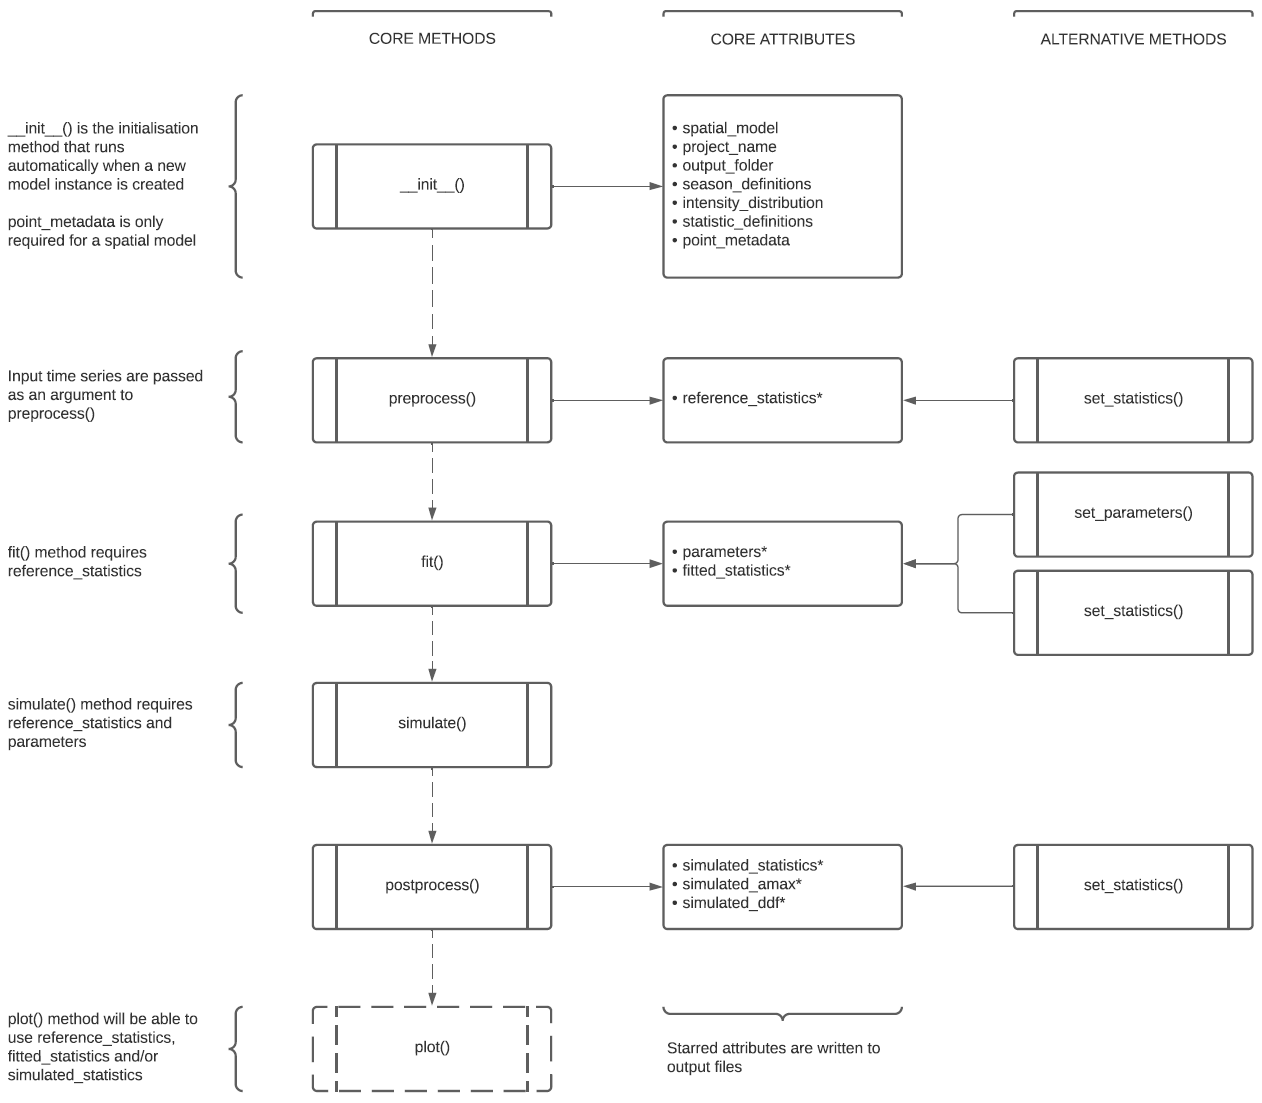 CORE METHODS
CORE ATTRIBUTES
ALTERNATIVE METHODS
__init__() is the initialisation
method that runs
automatically when a new
model instance is created
point_metadata is only
required for a spatial model
__init__()
• spatial_model
• project_name
• output_folder
• season_definitions
• intensity_distribution
• statistic_definitions
• point_metadata
Input time series are passed
as an argument to
preprocess()
preprocess()
• reference_statistics*
set_statistics()
fit() method requires
reference_statistics
fit()
• parameters*
• fitted_statistics*
set_parameters()
set_statistics()
simulate() method requires
reference_statistics and
parameters
simulate()
postprocess()
• simulated_statistics*
• simulated_amax*
• simulated_ddf*
set_statistics()
plot() method will be able to
use reference_statistics,
fitted_statistics and/or
simulated_statistics
plot()
Starred attributes are written to
output files